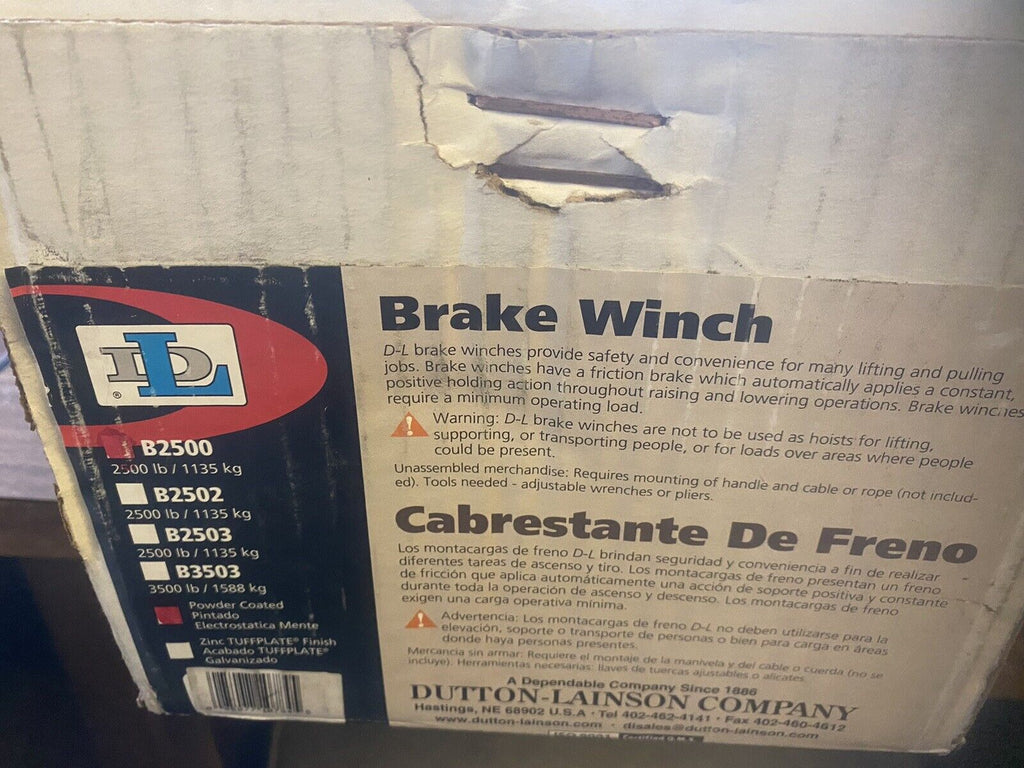 DL
®
B2500
2500 lb / 1135 kg
B2502
2500 lb / 1135 kg
B2503
2500 lb / 1135 kg
B3503
3500 lb / 1588 kg
Powder Coated
Pintado
Electrostatica Mente
Zinc TUFFPLATE® Finish
Acabado TUFFPLATE®
Galvanizado
Brake Winch
D-L brake winches provide safety and convenience for many lifting and pulling
jobs. Brake winches have a friction brake which automatically applies a constant,
positive holding action throughout raising and lowering operations. Brake winches
require a minimum operating load.
Warning: D-L brake winches are not to be used as hoists for lifting,
supporting, or transporting people, or for loads over areas where people
could be present.
Unassembled merchandise: Requires mounting of handle and cable or rope (not includ-
ed). Tools needed - adjustable wrenches or pliers.
Cabrestante De Freno
Los montacargas de freno D-L brindan seguridad y conveniencia a fin de realizar
diferentes tareas de ascenso y tiro. Los montacargas de freno presentan un freno
de fricción que aplica automáticamente una acción de soporte positiva y constante
durante toda la operación de ascenso y descenso. Los montacargas de freno
exigen una carga operativa mínima.
Advertencia: Los montacargas de freno D-L no deben utilizarse para la
elevación, soporte o transporte de personas o bien para carga en áreas
donde haya personas presentes.
Mercancia sin armar: Requiere el montaje de la manivela y del cable o cuerda (no se
incluye). Herramientas necesarias: llaves de tuercas ajustables o alicates.
A Dependable Company Since 1886
DUTTON-LAINSON COMPANY
Hastings, NE 68902 U.S.A • Tel 402-462-4141 • Fax 402-460-4612
www.dutton-lainson.com • dlsales@dutton-lainson.com
ISO 9001 Certified Q.M.S.